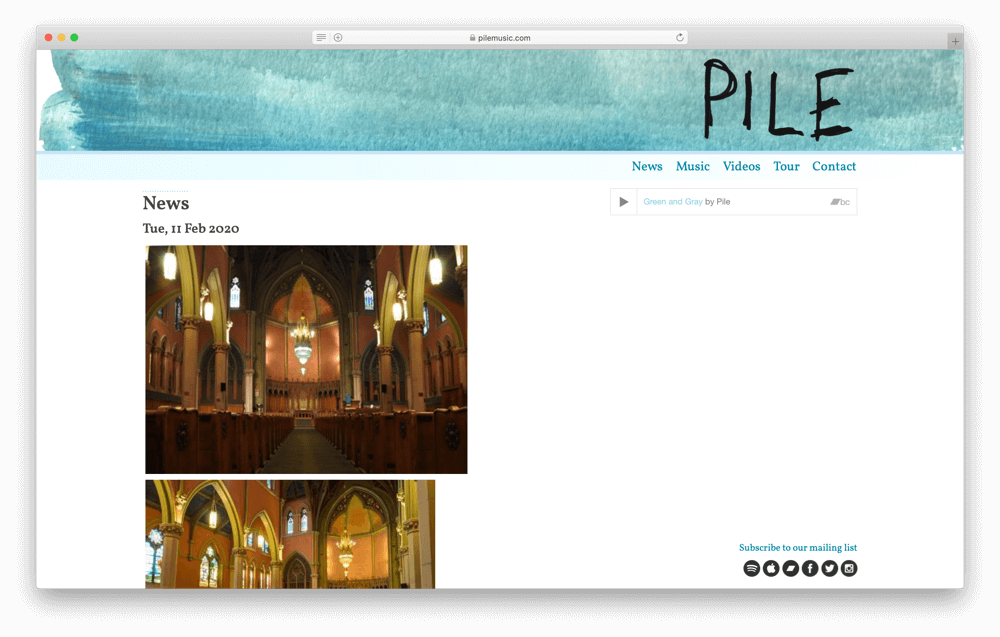 pilemusic.com
PILE
News Music Videos Tour Contact
News
Green and Gray by Pile
bc
Tue, 11 Feb 2020
Subscribe to our mailing list